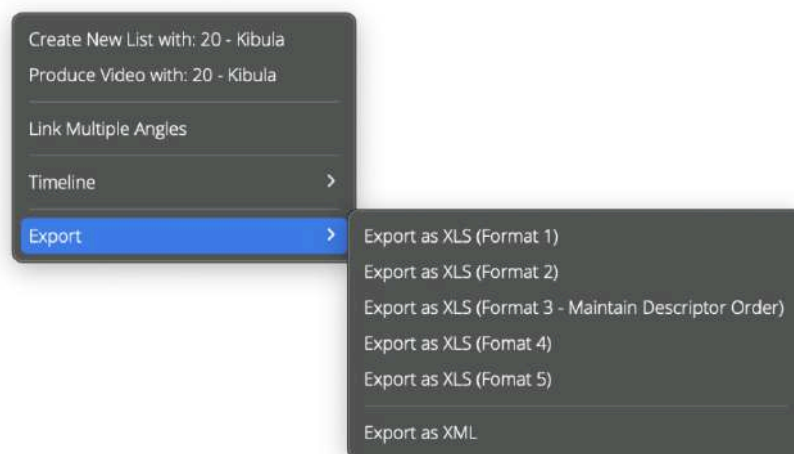 Create New List with: 20 - Kibula
Produce Video with: 20 - Kibula
Link Multiple Angles
Timeline
Export
Export as XLS (Format 1)
Export as XLS (Format 2)
Export as XLS (Format 3 - Maintain Descriptor Order)
Export as XLS (Fomat 4)
Export as XLS (Fomat 5)
Export as XML